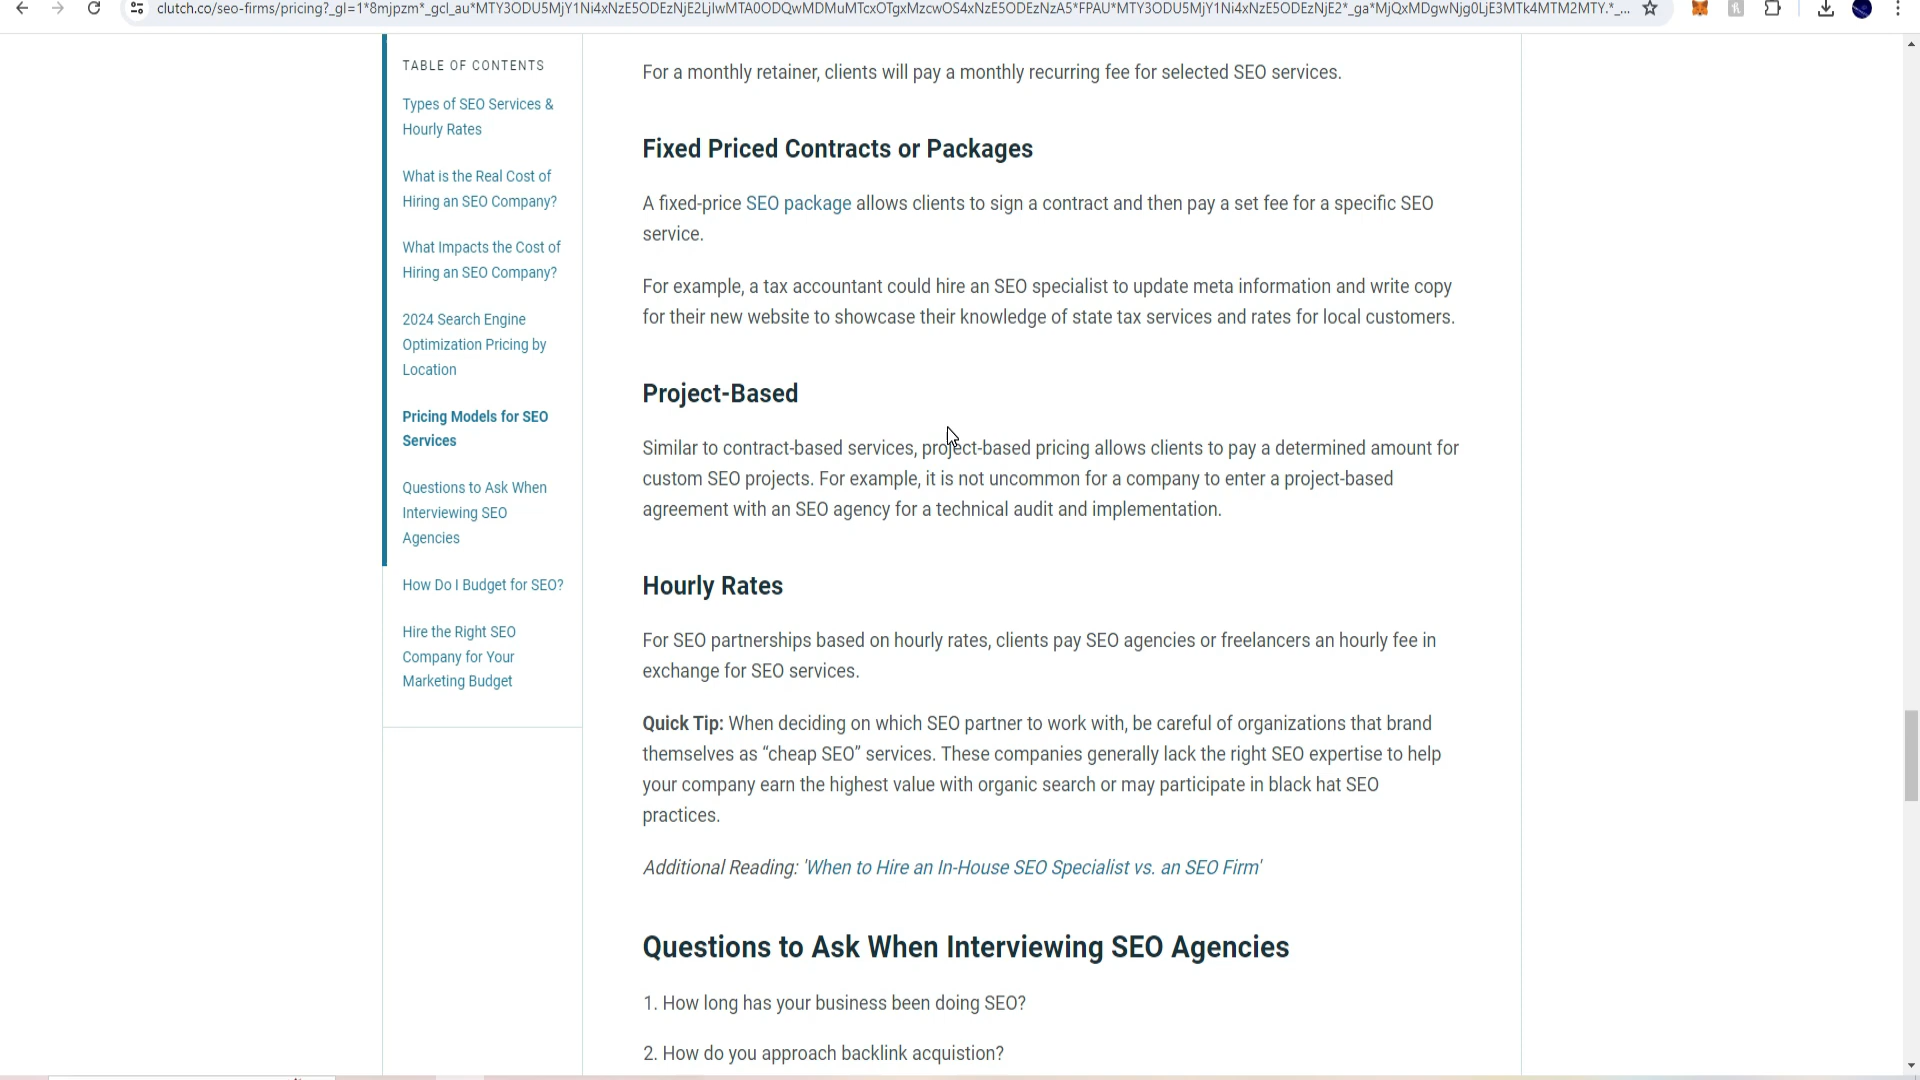 clutch.co/seo-firms/pricing?_gl=1*8mjpzm*_gcl_au*MTY3ODU5MjY1Ni4xNzE5ODEzNjE2LjIwMTA0ODQwMDMuMTcxOTgxMzcwOS4xNzE5ODEzNzA5*FPAU*MTY3ODU5MjY1Ni4xNzE5ODEzNjE2*_ga*MjQxMDgwNjg0LjE3MTk4MTM2MTY.*_...
TABLE OF CONTENTS
Types of SEO Services &
Hourly Rates
What is the Real Cost of
Hiring an SEO Company?
What Impacts the Cost of
Hiring an SEO Company?
2024 Search Engine
Optimization Pricing by
Location
Pricing Models for SEO
Services
Questions to Ask When
Interviewing SEO
Agencies
How Do I Budget for SEO?
Hire the Right SEO
Company for Your
Marketing Budget
For a monthly retainer, clients will pay a monthly recurring fee for selected SEO services.
Fixed Priced Contracts or Packages
A fixed-price SEO package allows clients to sign a contract and then pay a set fee for a specific SEO
service.
For example, a tax accountant could hire an SEO specialist to update meta information and write copy
for their new website to showcase their knowledge of state tax services and rates for local customers.
Project-Based
Similar to contract-based services, project-based pricing allows clients to pay a determined amount for
custom SEO projects. For example, it is not uncommon for a company to enter a project-based
agreement with an SEO agency for a technical audit and implementation.
Hourly Rates
For SEO partnerships based on hourly rates, clients pay SEO agencies or freelancers an hourly fee in
exchange for SEO services.
Quick Tip: When deciding on which SEO partner to work with, be careful of organizations that brand
themselves as “cheap SEO” services. These companies generally lack the right SEO expertise to help
your company earn the highest value with organic search or may participate in black hat SEO
practices.
Additional Reading: 'When to Hire an In-House SEO Specialist vs. an SEO Firm'
Questions to Ask When Interviewing SEO Agencies
1. How long has your business been doing SEO?
2. How do you approach backlink acquistion?